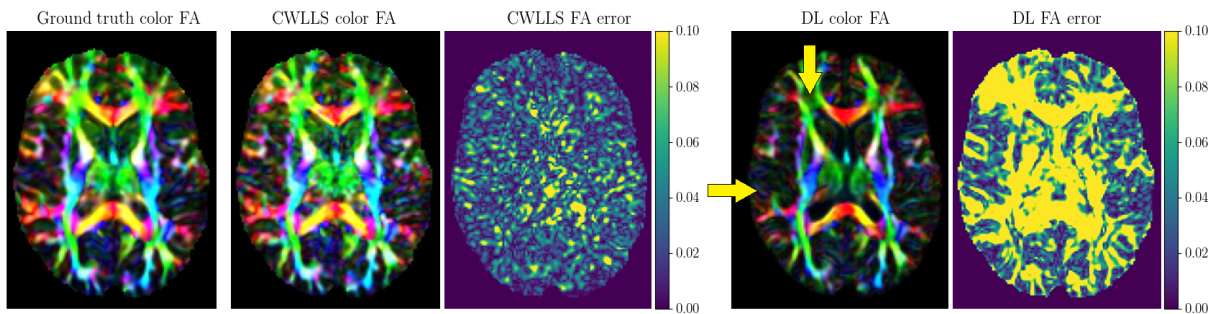 Ground truth color FA
CWLLS color FA
CWLLS FA error
DL color FA
DL FA error
0.10
0.08
0.06
0.04
0.02
0.00
0.10
0.08
0.06
0.04
0.02
0.00